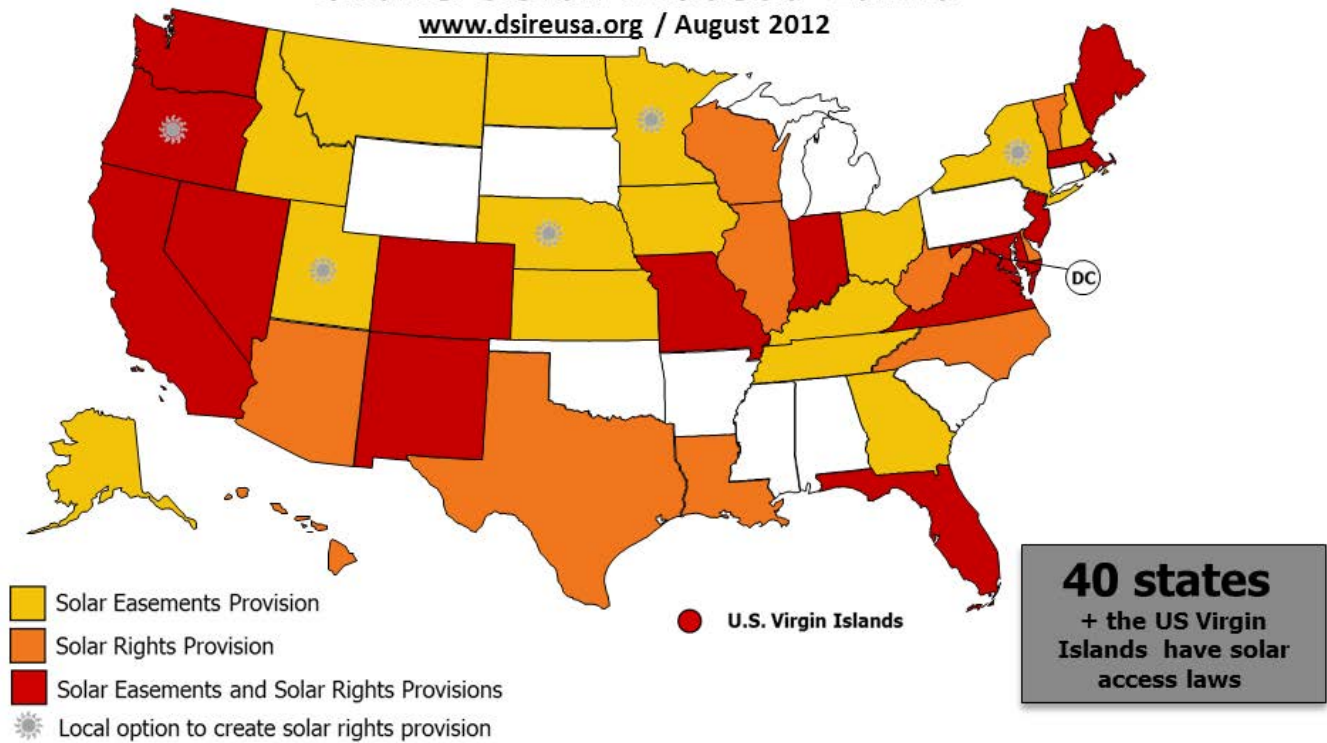 www.dsireusa.org / August 2012
DC
Solar Easements Provision
Solar Rights Provision
Solar Easements and Solar Rights Provisions
Local option to create solar rights provision
U.S. Virgin Islands
40 states
+ the US Virgin
Islands have solar
access laws